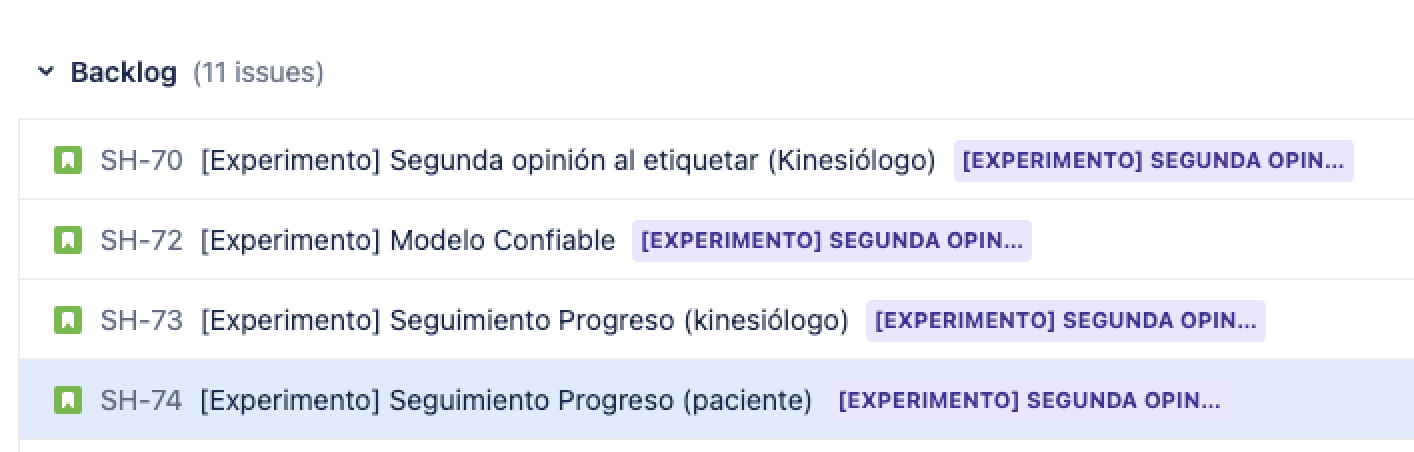 Backlog (11 issues)
SH-70 [Experimento] Segunda opinión al etiquetar (Kinesiólogo) [EXPERIMENTO] SEGUNDA OPIN...
SH-72 [Experimento] Modelo Confiable [EXPERIMENTO] SEGUNDA OPIN...
SH-73 [Experimento] Seguimiento Progreso (kinesiólogo) [EXPERIMENTO] SEGUNDA OPIN...
SH-74 [Experimento] Seguimiento Progreso (paciente) [EXPERIMENTO] SEGUNDA OPIN...